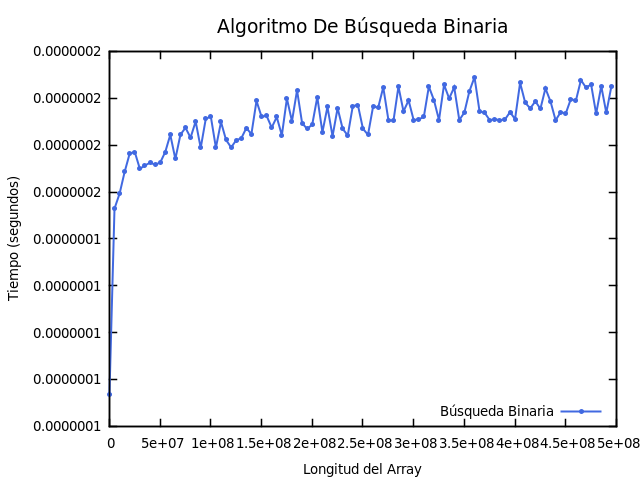 Algoritmo De Búsqueda Binaria
0.0000002
0.0000002
0.0000002
0.0000002
0.0000001
0.0000001
0.0000001
0.0000001
0.0000001
Tiempo (segundos)
Búsqueda Binaria
0 5e+07 1e+08 1.5e+08 2e+08 2.5e+08 3e+08 3.5e+08 4e+08 4.5e+08 5e+08
Longitud del Array